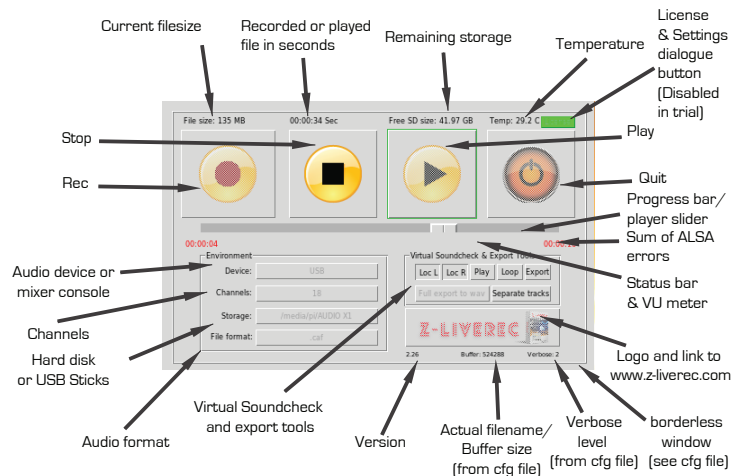 Current filesize
Recorded or played
file in seconds
Remaining storage
Temperature
License
& Settings
dialogue
button
(Disabled
in trial)
File size: 135 MB
00:00:34 Sec
Free SD size: 41.97 GB
Temp: 29.2 C
Stop
Play
Rec
Quit
Progress bar/
player slider
00:00:04
Sum of ALSA
errors
Environment
Virtual Soundcheck & Export Tools
Audio device or
mixer console
Device:
USB
Loc L
Loc R
Play
Loop
Export
Status bar
& VU meter
Channels:
18
Full export to wav
Separate tracks
Channels
Storage:
/media/pi/AUDIO X1
Hard disk
or USB Sticks
File format:
.caf
Z-LIVEREC
Logo and link to
www.z-liverec.com
2.26
Buffer: 524288
Verbose: 2
Audio format
Virtual Soundcheck
and export tools
Version
Actual filename/
Buffer size
(from cfg file)
Verbose
level
(from cfg file)
borderless
window
(see cfg file)